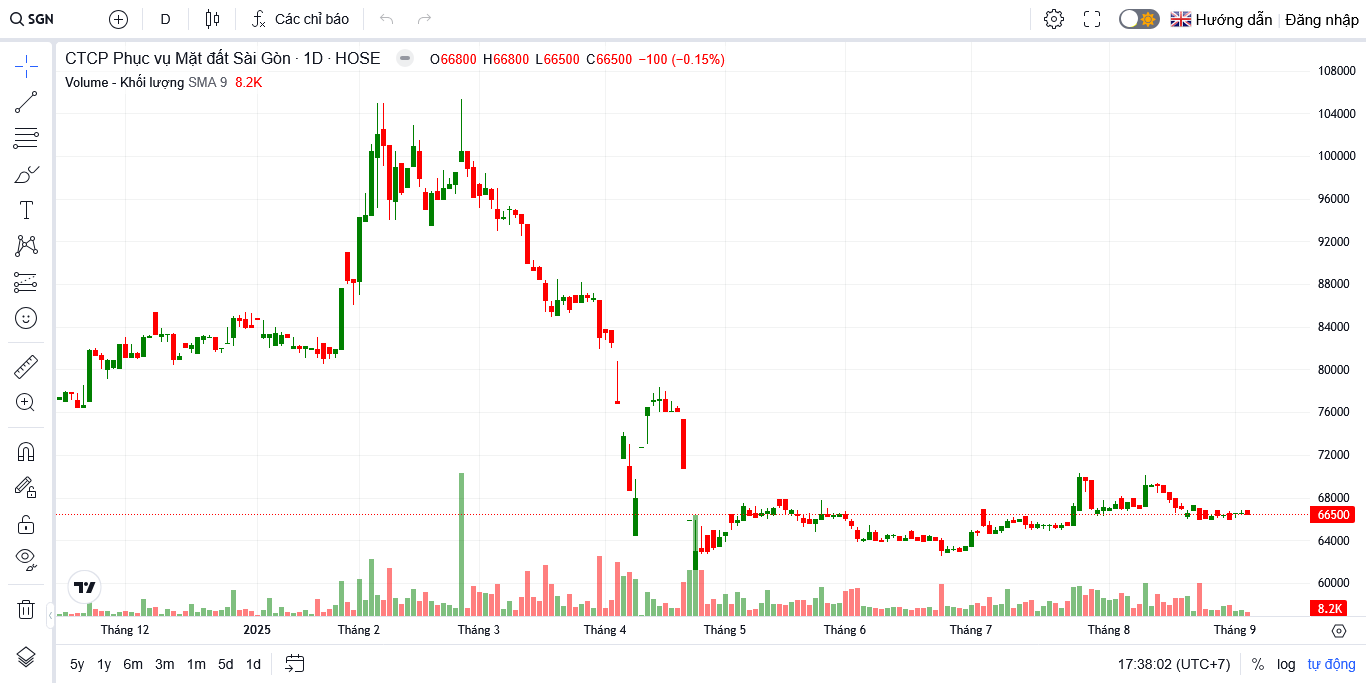 SGN D Các chỉ báo Hướng dẫn Đăng nhập
CTCP Phục vụ Mặt đất Sài Gòn · 1D · HOSE O66800 H66800 L66500 C66500 −100 (−0.15%)
Volume - Khối lượng SMA 9 8.2K
108000
104000
100000
96000
92000
88000
84000
80000
76000
72000
68000
66500
64000
60000
8.2K
Tháng 12 2025 Tháng 2 Tháng 3 Tháng 4 Tháng 5 Tháng 6 Tháng 7 Tháng 8 Tháng 9
5y 1y 6m 3m 1m 5d 1d 17:38:02 (UTC+7) % log tự động